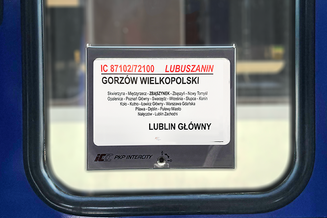 IC 87102/72100 LUBUSZANIN
GORZÓW WIELKOPOLSKI
Skwierzyna - Międzyrzecz - ZBĄSZYNEK - Zbąszyń - Nowy Tomyśl
Opalenica - Poznań Główny - Swarzędz - Września - Słupca - Konin
Koło - Kutno - Łowicz Główny - Warszawa Gdańska
Pilawa - Dęblin - Puławy Miasto
Nałęczów - Lublin Zachodni
LUBLIN GŁÓWNY
IC PKP INTERCITY